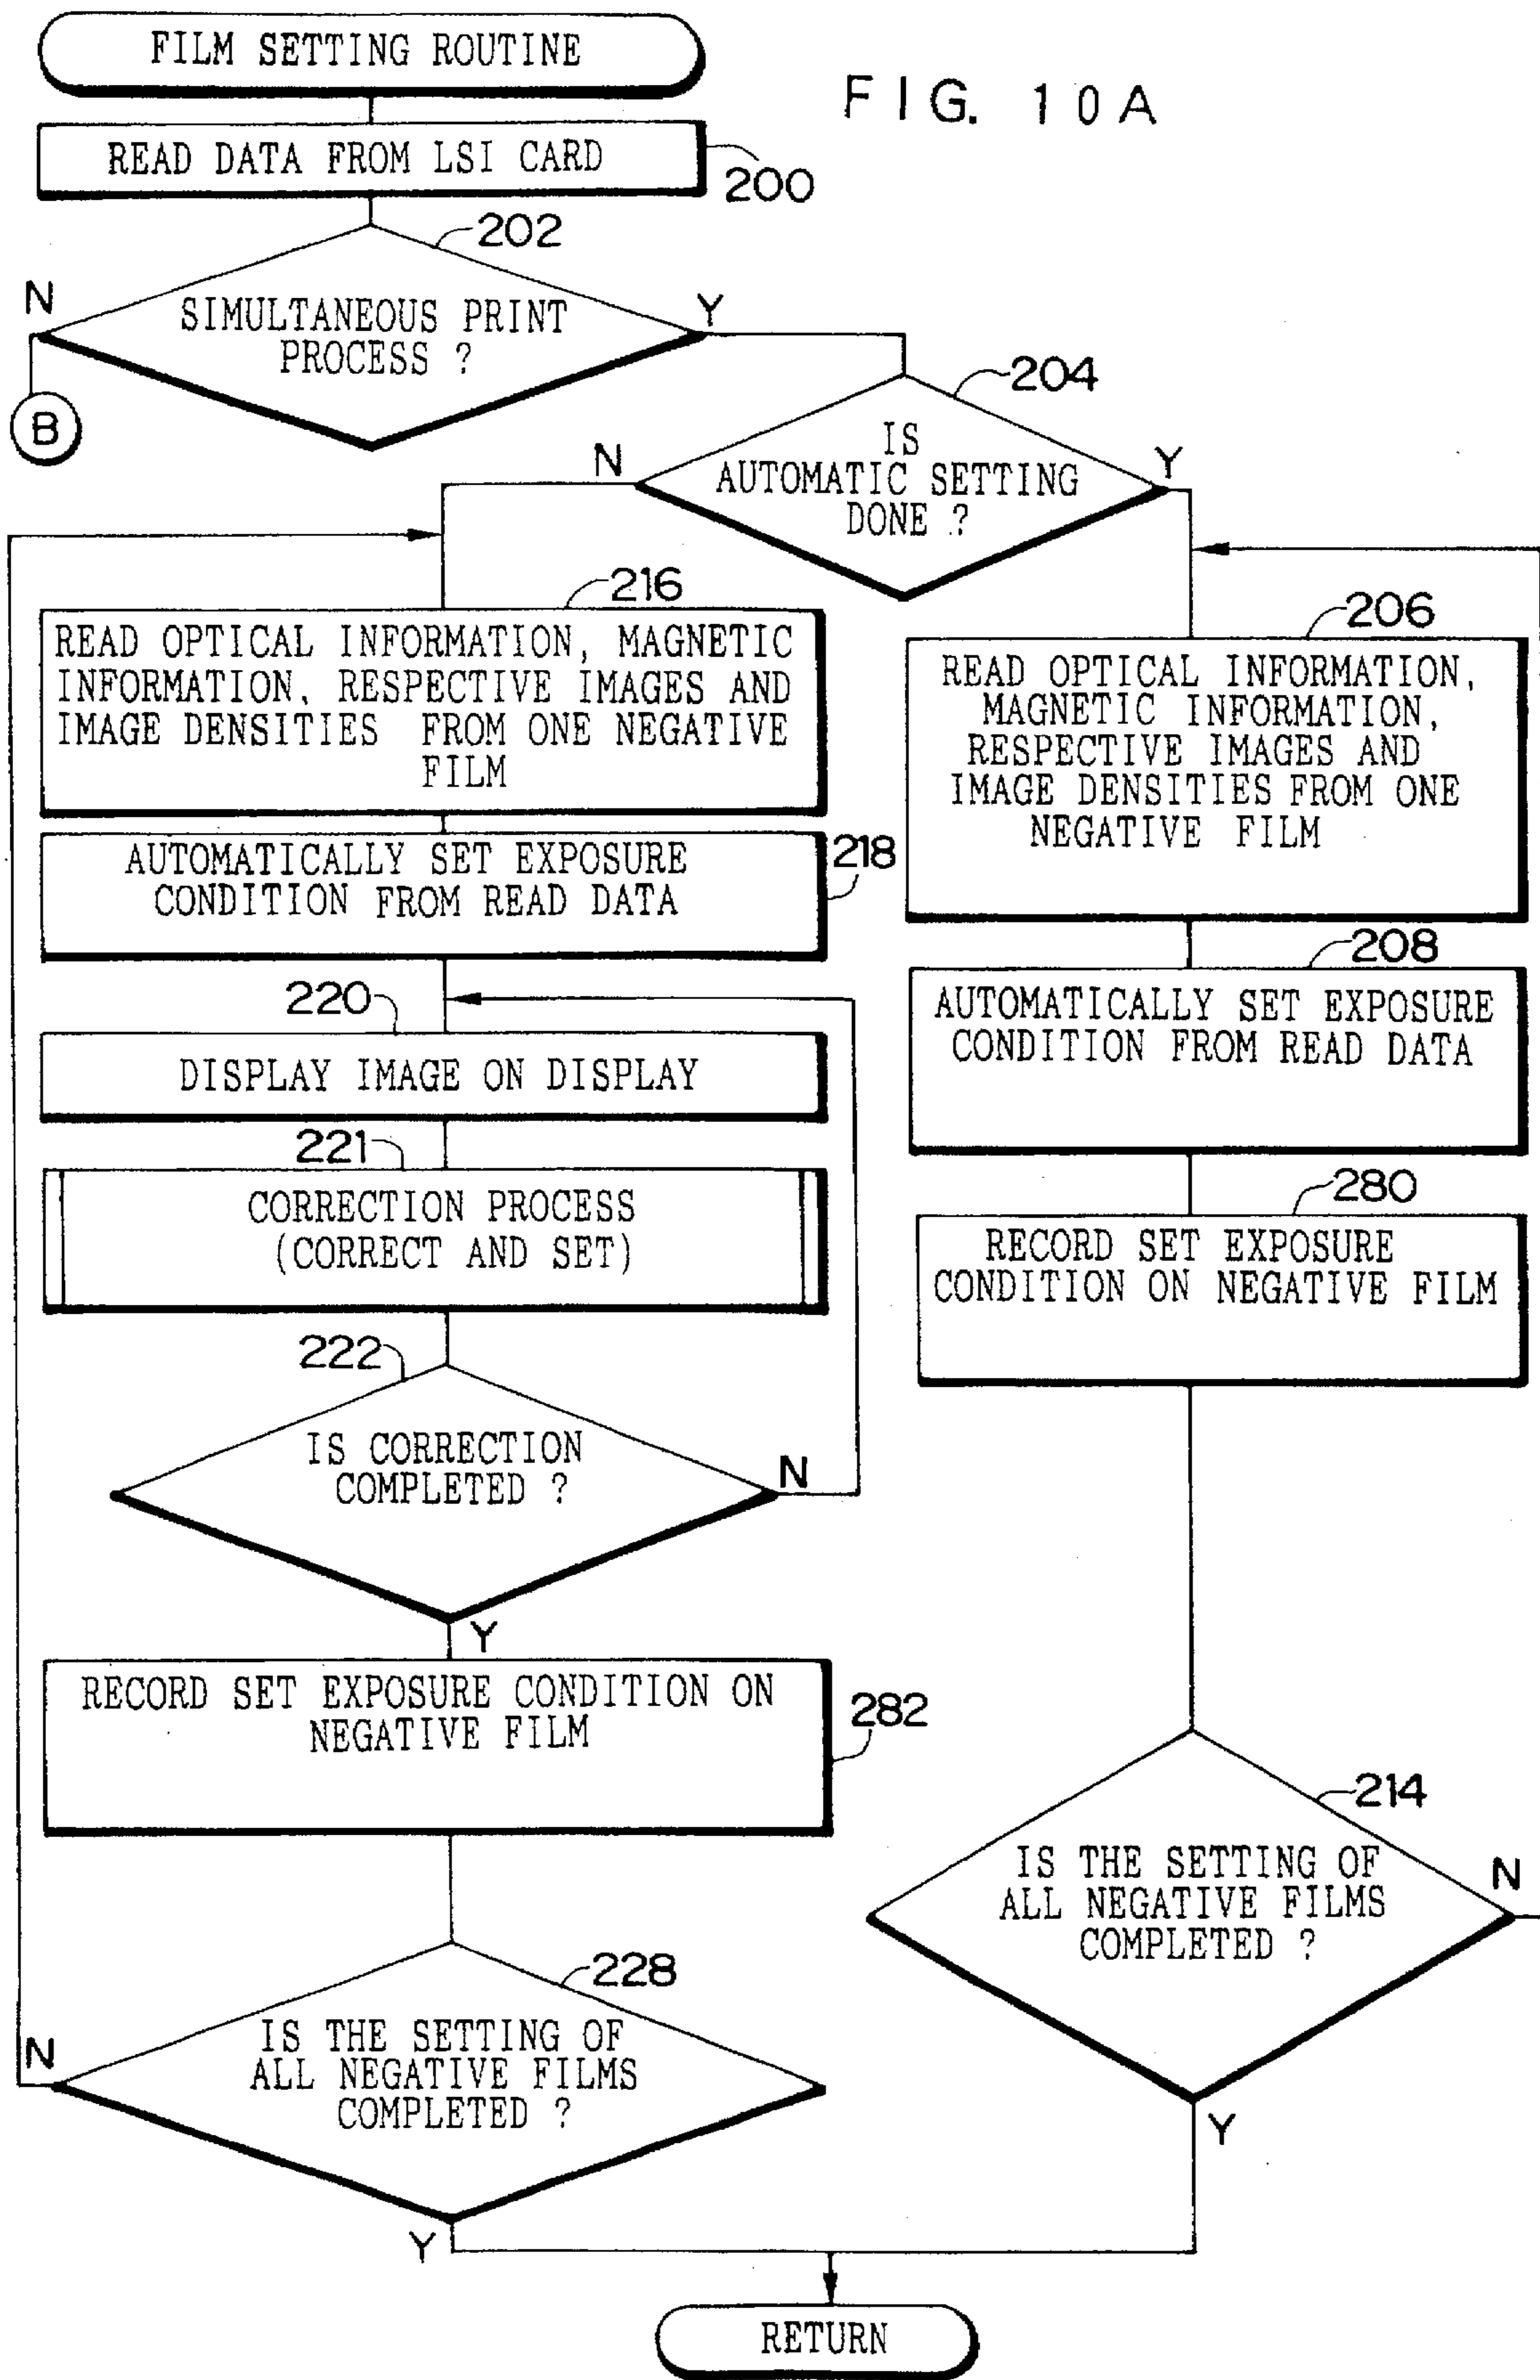 FILM SETTING ROUTINE
FIG. 10A
READ DATA FROM LSI CARD
200
202
N
SIMULTANEOUS PRINT
PROCESS ?
Y
B
204
N
IS
AUTOMATIC SETTING
DONE ?
Y
216
READ OPTICAL INFORMATION, MAGNETIC
INFORMATION, RESPECTIVE IMAGES AND
IMAGE DENSITIES FROM ONE NEGATIVE
FILM
206
READ OPTICAL INFORMATION,
MAGNETIC INFORMATION,
RESPECTIVE IMAGES AND
IMAGE DENSITIES FROM ONE
NEGATIVE FILM
AUTOMATICALLY SET EXPOSURE
CONDITION FROM READ DATA
218
208
AUTOMATICALLY SET EXPOSURE
CONDITION FROM READ DATA
220
DISPLAY IMAGE ON DISPLAY
221
CORRECTION PROCESS
(CORRECT AND SET)
280
RECORD SET EXPOSURE
CONDITION ON NEGATIVE FILM
222
IS CORRECTION
COMPLETED ?
N
Y
RECORD SET EXPOSURE CONDITION ON
NEGATIVE FILM
282
214
IS THE SETTING OF
ALL NEGATIVE FILMS
COMPLETED ?
N
Y
228
N
IS THE SETTING OF
ALL NEGATIVE FILMS
COMPLETED ?
Y
RETURN